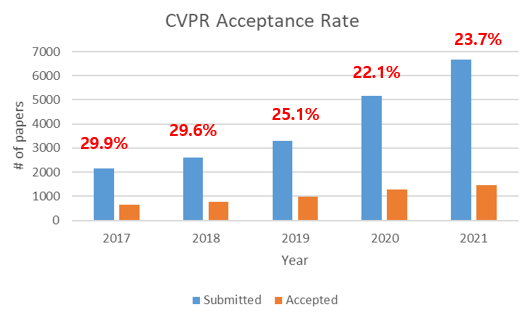 CVPR Acceptance Rate
7000
6000
5000
4000
3000
2000
1000
0
# of papers
29.9%
29.6%
25.1%
22.1%
23.7%
2017 2018 2019 2020 2021
Year
Submitted Accepted